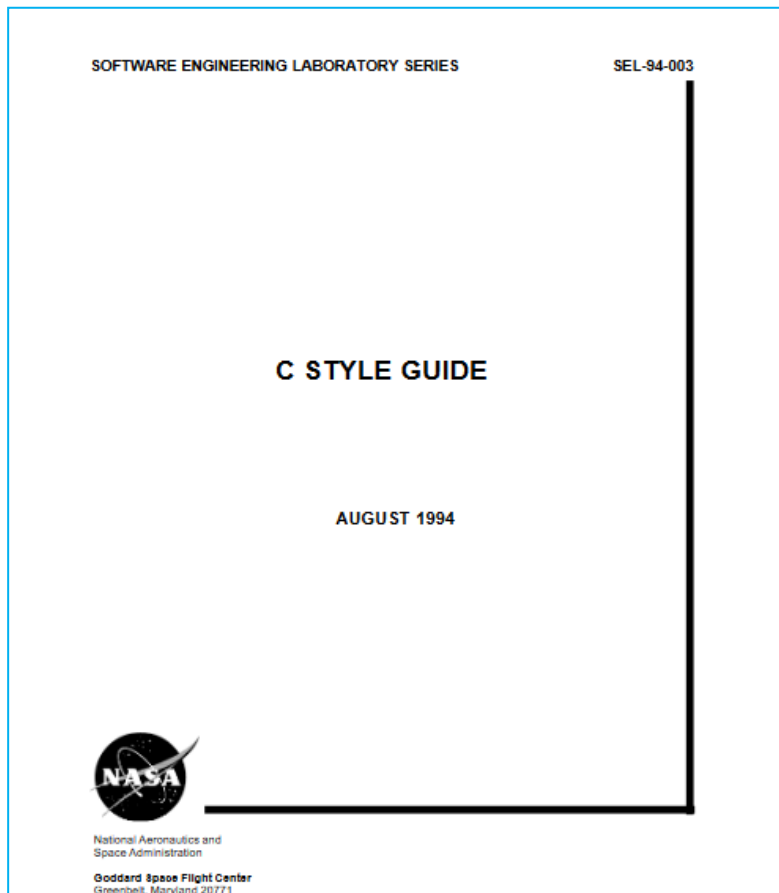 SOFTWARE ENGINEERING LABORATORY SERIES SEL-94-003
C STYLE GUIDE
AUGUST 1994
NASA
National Aeronautics and
Space Administration
Goddard Space Flight Center
Greenbelt, Maryland 20771